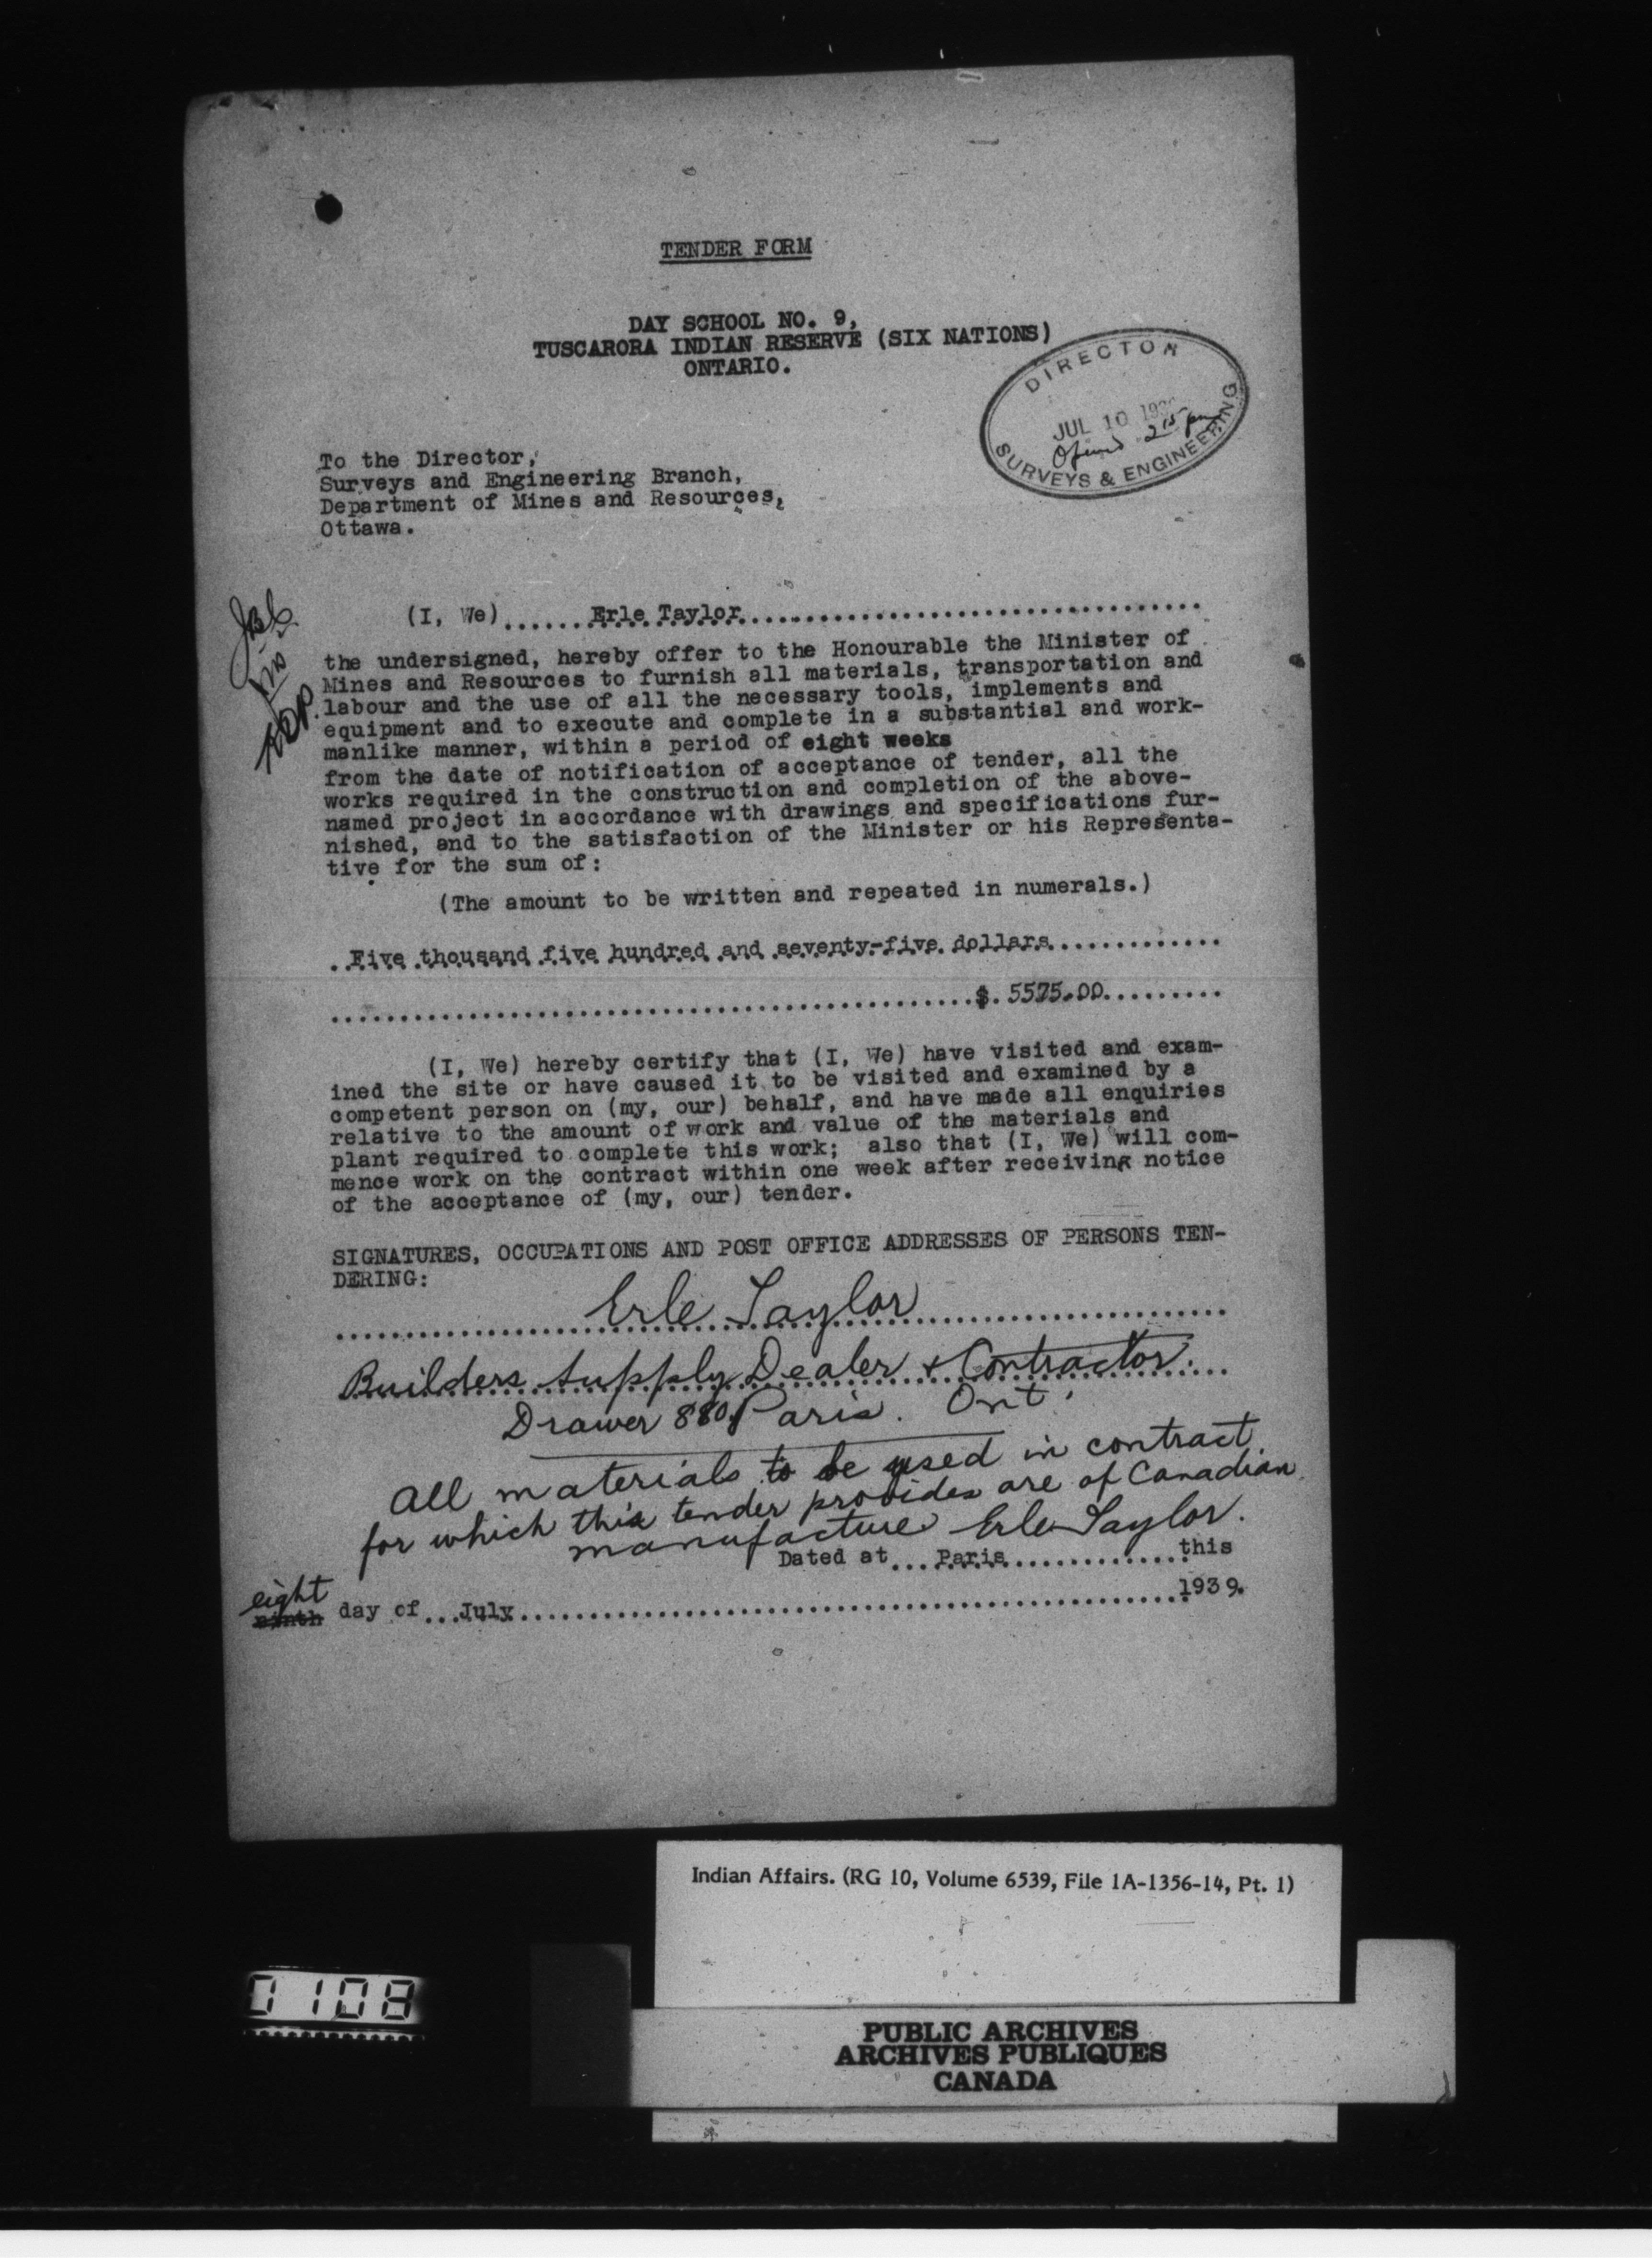 TENDER FORM
DAY SCHOOL NO. 9,
TUSCARORA INDIAN RESERVE (SIX NATIONS)
ONTARIO.
DIRECTOR
JUL 10
Opened 2 15 pm
SURVEYS & ENGINEERING
To the Director,
Surveys and Engineering Branch,
Department of Mines and Resources,
Ottawa.
(I, We)......Erle Taylor..................................
the undersigned, hereby offer to the Honourable the Minister of
Mines and Resources to furnish all materials, transportation and
labour and the use of all the necessary tools, implements and
equipment and to execute and complete in a substantial and work-
manlike manner, within a period of eight weeks
from the date of notification of acceptance of tender, all the
works required in the construction and completion of the above-
named project in accordance with drawings and specifications fur-
nished, and to the satisfaction of the Minister or his Representa-
tive for the sum of:
(The amount to be written and repeated in numerals.)
..Five thousand five hundred and seventy-five dollars.............
...............................................$. 5575.00.........
(I, We) hereby certify that (I, We) have visited and exam-
ined the site or have caused it to be visited and examined by a
competent person on (my, our) behalf, and have made all enquiries
relative to the amount of work and value of the materials and
plant required to complete this work; also that (I, We) will com-
mence work on the contract within one week after receiving notice
of the acceptance of (my, our) tender.
SIGNATURES, OCCUPATIONS AND POST OFFICE ADDRESSES OF PERSONS TEN-
DERING:
Erle Taylor
Builders Supply Dealer & Contractor.
Drawer 880, Paris. Ont.
All materials to be used in contract
for which this tender provides are of Canadian
manufacture Erle Taylor.
Dated at...Paris.............this
eight
ninth day of...July................................................1939.
Indian Affairs. (RG 10, Volume 6539, File 1A-1356-14, Pt. 1)
0108
PUBLIC ARCHIVES
ARCHIVES PUBLIQUES
CANADA